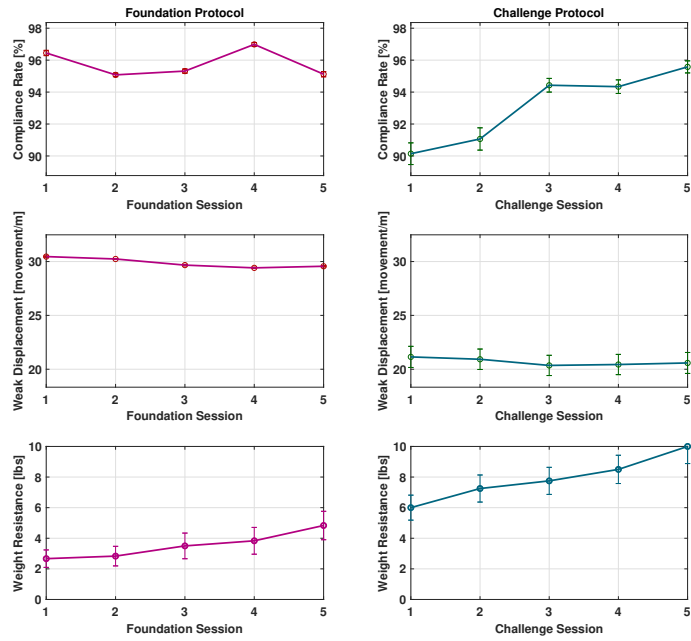 Foundation Protocol
98
96
94
92
90
Compliance Rate [%]
1 2 3 4 5
Foundation Session
Challenge Protocol
98
96
94
92
90
Compliance Rate [%]
1 2 3 4 5
Challenge Session
30
25
20
Weak Displacement [movement/m]
1 2 3 4 5
Foundation Session
30
25
20
Weak Displacement [movement/m]
1 2 3 4 5
Challenge Session
10
8
6
4
2
0
Weight Resistance [lbs]
1 2 3 4 5
Foundation Session
10
8
6
4
2
0
Weight Resistance [lbs]
1 2 3 4 5
Challenge Session